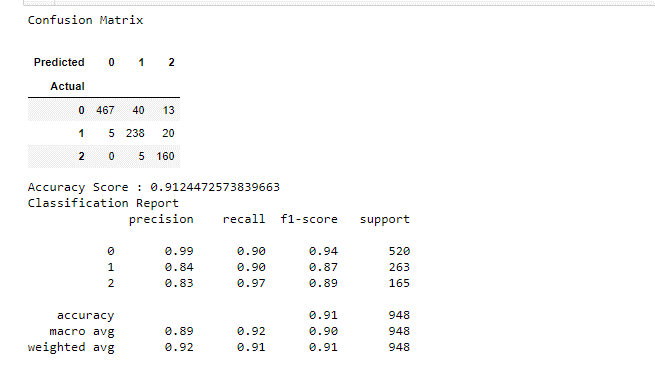 Confusion Matrix
Predicted 0 1 2
Actual
0 467 40 13
1 5 238 20
2 0 5 160
Accuracy Score : 0.9124472573839663
Classification Report
precision recall f1-score support
0 0.99 0.90 0.94 520
1 0.84 0.90 0.87 263
2 0.83 0.97 0.89 165
accuracy 0.91 948
macro avg 0.89 0.92 0.90 948
weighted avg 0.92 0.91 0.91 948